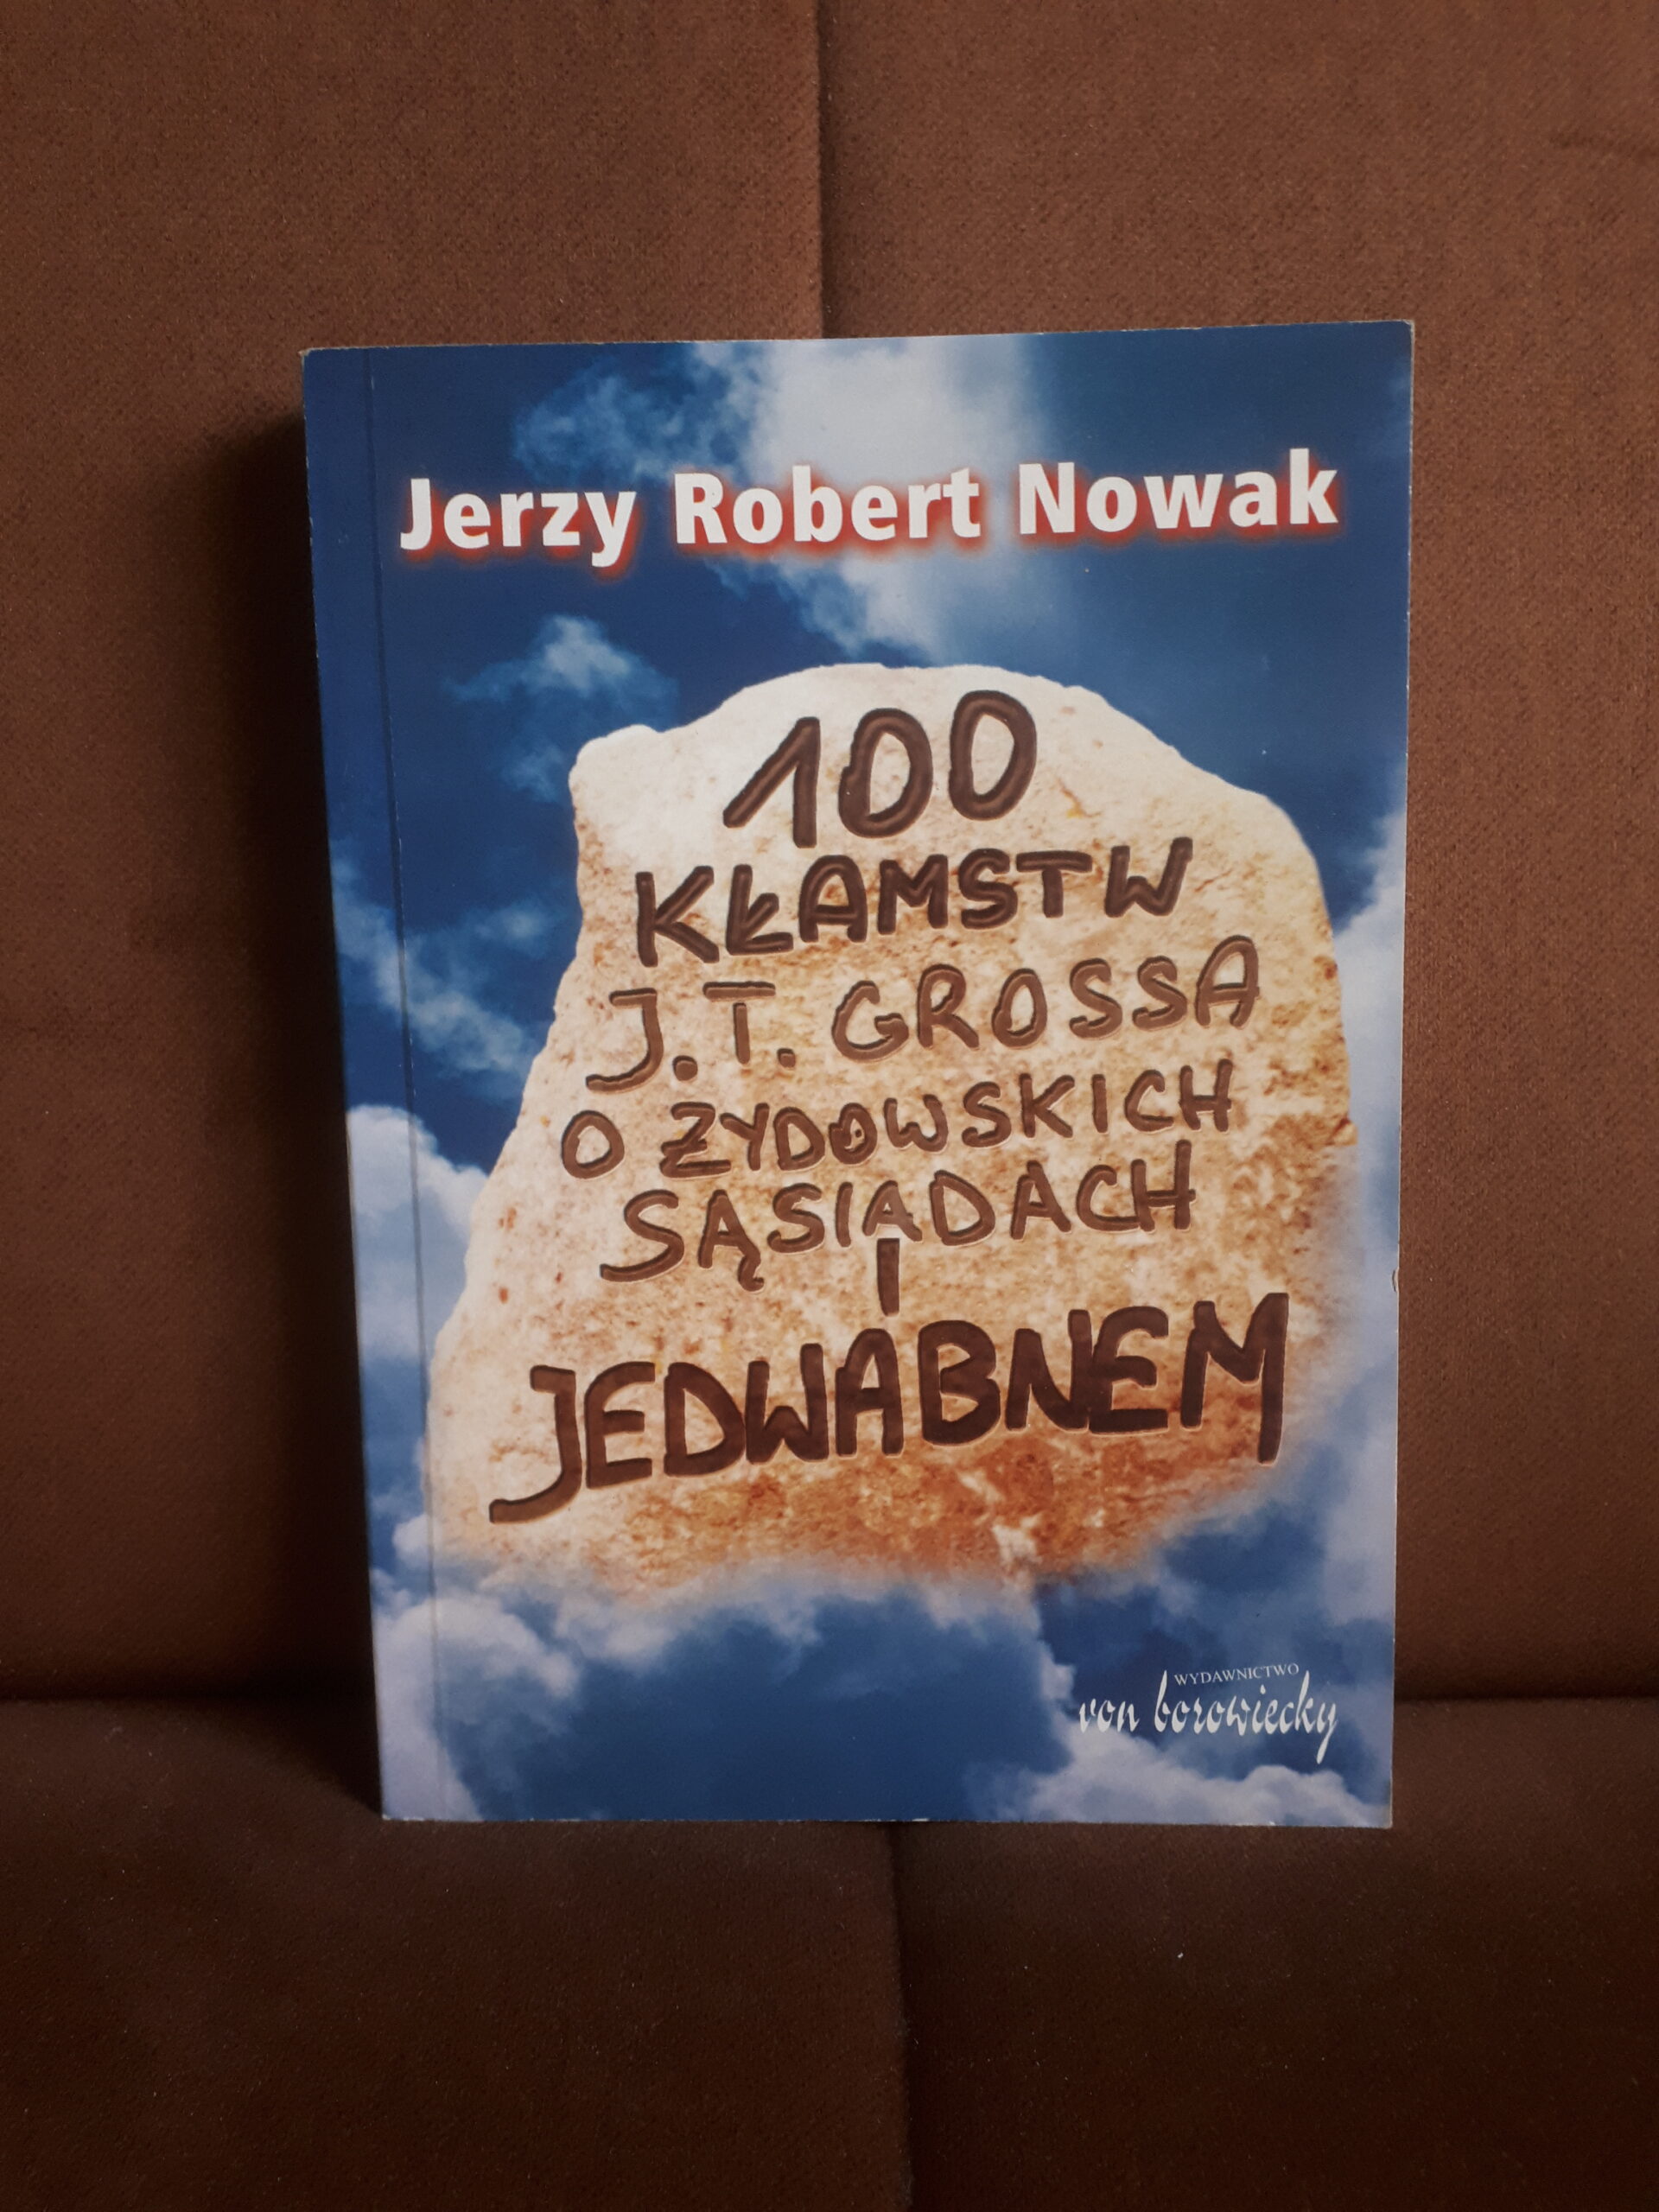 Jerzy Robert Nowak
100
KŁAMSTW
J.T. GROSSA
O ŻYDOWSKICH
SĄSIADACH
I
JEDWABNEM
WYDAWNICTWO
von borowiecky